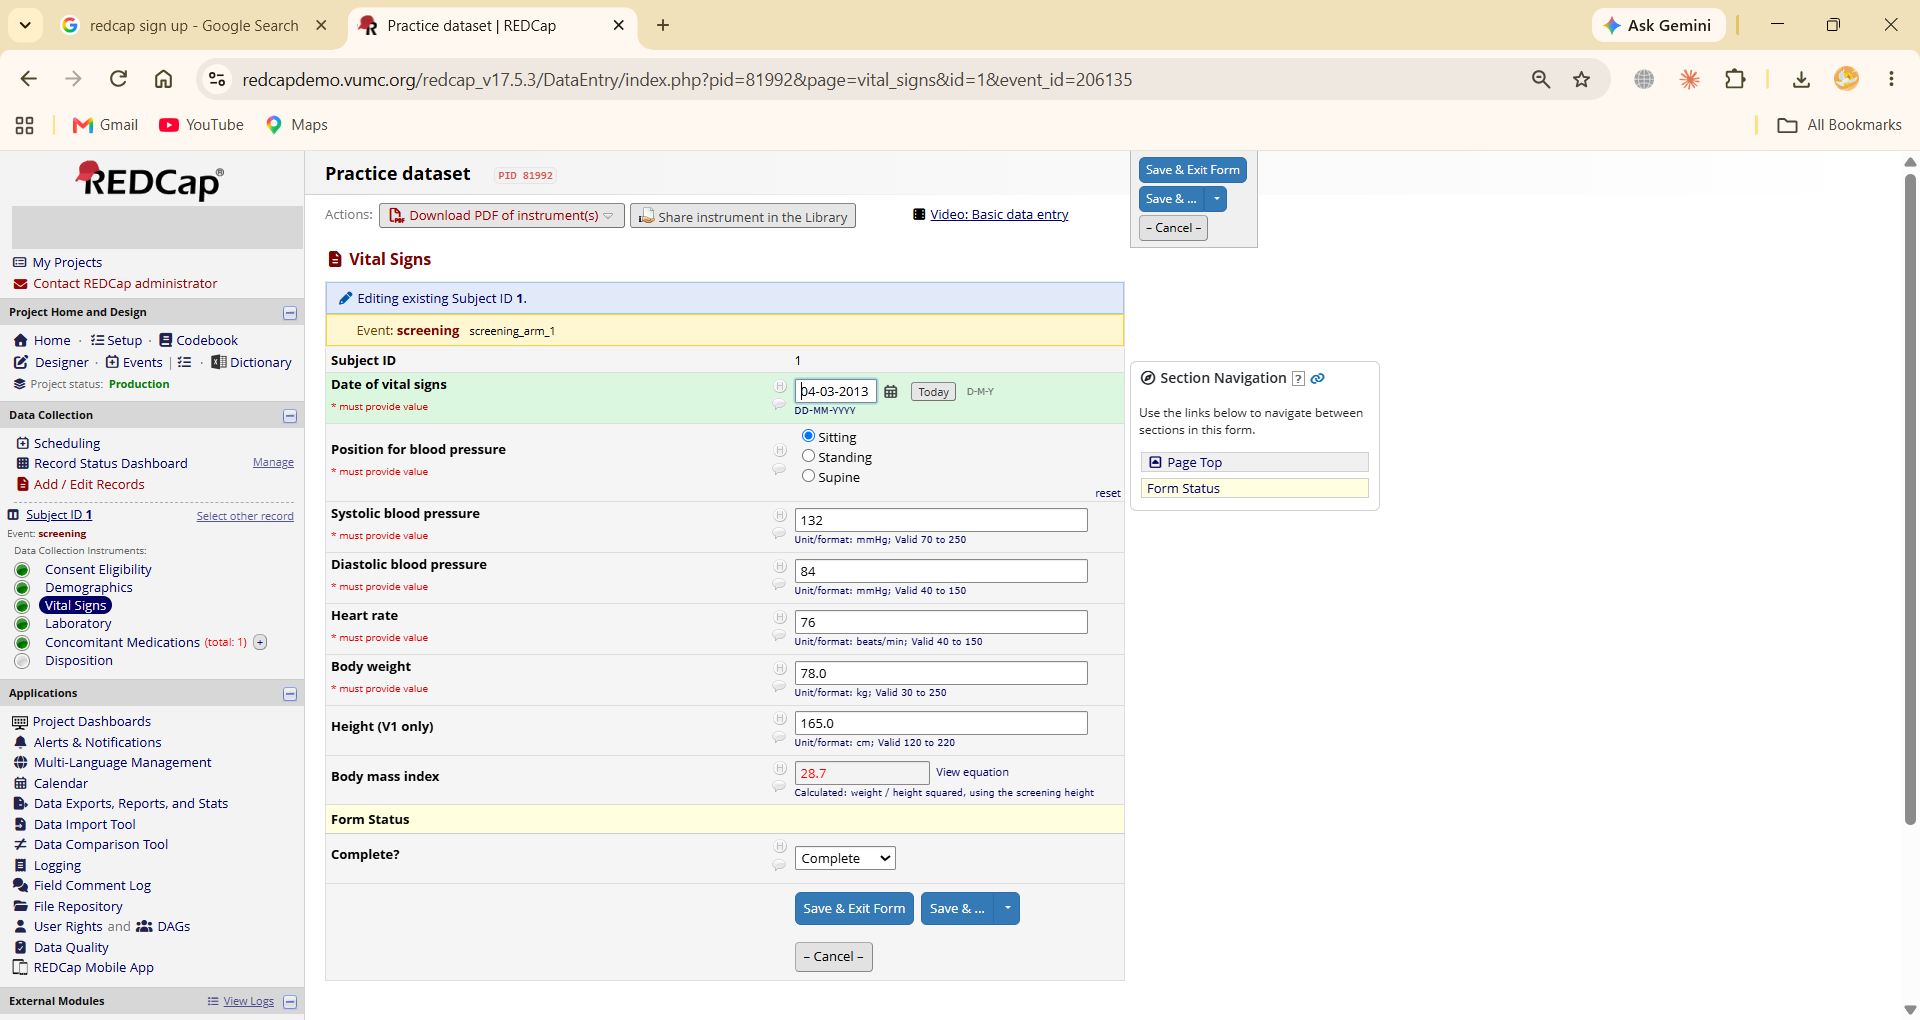 redcap sign up - Google Search
Practice dataset | REDCap
Ask Gemini
redcapdemo.vumc.org/redcap_v17.5.3/DataEntry/index.php?pid=81992&page=vital_signs&id=1&event_id=206135
Gmail
YouTube
Maps
All Bookmarks
REDCap®
My Projects
Contact REDCap administrator
Project Home and Design
Home · Setup · Codebook
Designer · Events | · Dictionary
Project status: Production
Data Collection
Scheduling
Record Status Dashboard Manage
Add / Edit Records
Subject ID 1 Select other record
Event: screening
Data Collection Instruments:
Consent Eligibility
Demographics
Vital Signs
Laboratory
Concomitant Medications (total: 1) +
Disposition
Applications
Project Dashboards
Alerts & Notifications
Multi-Language Management
Calendar
Data Exports, Reports, and Stats
Data Import Tool
Data Comparison Tool
Logging
Field Comment Log
File Repository
User Rights and DAGs
Data Quality
REDCap Mobile App
External Modules View Logs
Practice dataset PID 81992
Actions: Download PDF of instrument(s) Share instrument in the Library Video: Basic data entry
Vital Signs
Editing existing Subject ID 1.
Event: screening screening_arm_1
Subject ID 1
Date of vital signs
* must provide value
04-03-2013 Today D-M-Y
DD-MM-YYYY
Position for blood pressure
* must provide value
Sitting
Standing
Supine
reset
Systolic blood pressure
* must provide value
132
Unit/format: mmHg; Valid 70 to 250
Diastolic blood pressure
* must provide value
84
Unit/format: mmHg; Valid 40 to 150
Heart rate
* must provide value
76
Unit/format: beats/min; Valid 40 to 150
Body weight
* must provide value
78.0
Unit/format: kg; Valid 30 to 250
Height (V1 only)
165.0
Unit/format: cm; Valid 120 to 220
Body mass index
28.7 View equation
Calculated: weight / height squared, using the screening height
Form Status
Complete?
Complete
Save & Exit Form Save & ...
– Cancel –
Save & Exit Form
Save & ...
– Cancel –
Section Navigation ?
Use the links below to navigate between
sections in this form.
Page Top
Form Status